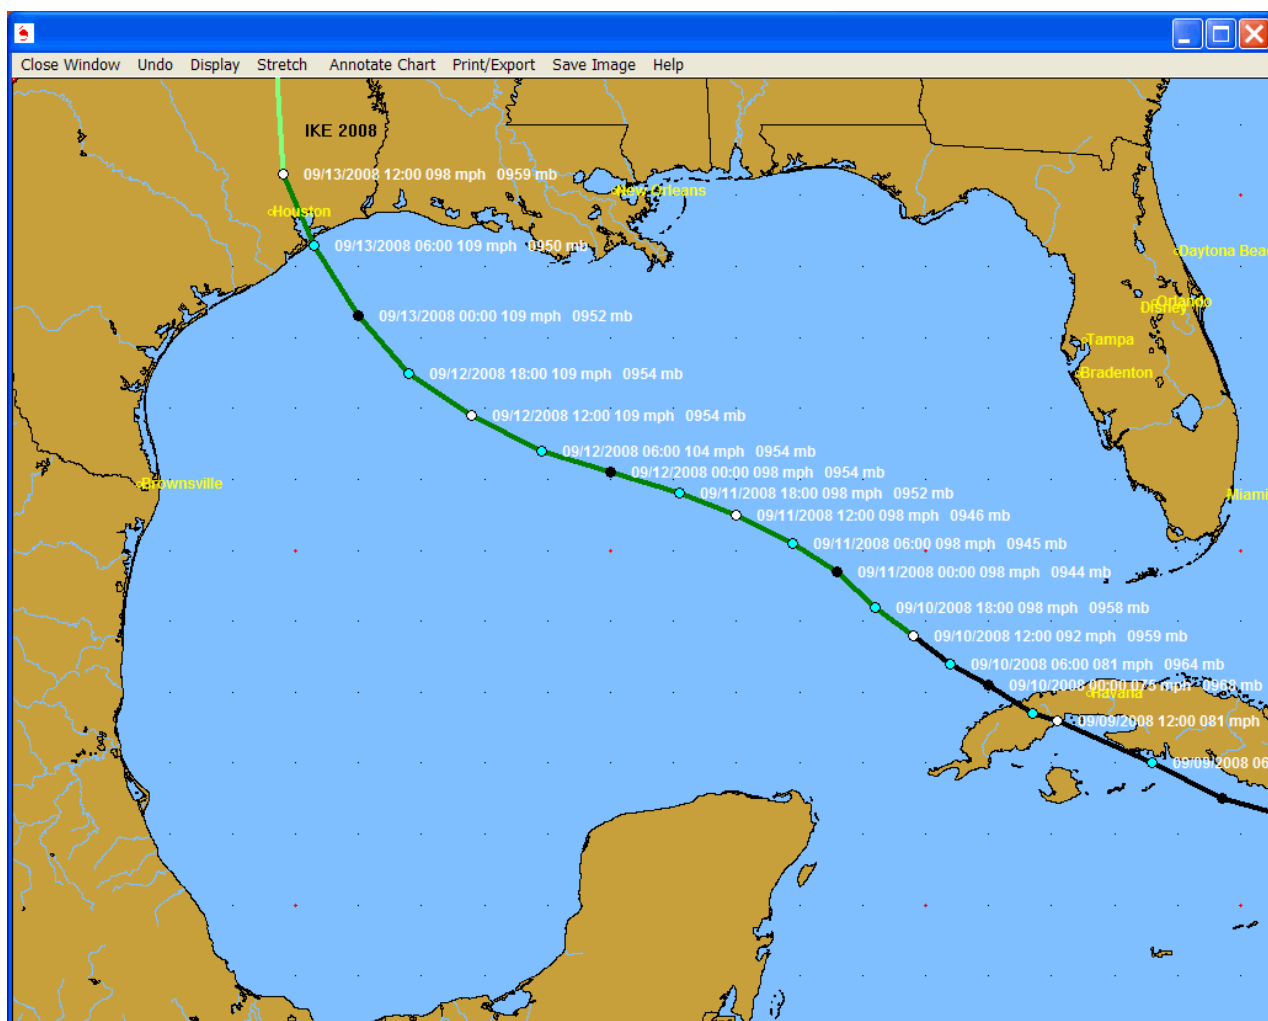 Close Window Undo Display Stretch Annotate Chart Print/Export Save Image Help
IKE 2008
09/13/2008 12:00 098 mph 0959 mb
New Orleans
Houston
09/13/2008 06:00 109 mph 0950 mb
Daytona Beac
Orlando
Disney
09/13/2008 00:00 109 mph 0952 mb
Tampa
09/12/2008 18:00 109 mph 0954 mb
Bradenton
09/12/2008 12:00 109 mph 0954 mb
09/12/2008 06:00 104 mph 0954 mb
09/12/2008 00:00 098 mph 0954 mb
Brownsville
09/11/2008 18:00 098 mph 0952 mb
Miami
09/11/2008 12:00 098 mph 0946 mb
09/11/2008 06:00 098 mph 0945 mb
09/11/2008 00:00 098 mph 0944 mb
09/10/2008 18:00 098 mph 0958 mb
09/10/2008 12:00 092 mph 0959 mb
09/10/2008 06:00 081 mph 0964 mb
09/10/2008 00:00 075 mph 0968 mb
Havana
09/09/2008 12:00 081 mph
09/09/2008 06